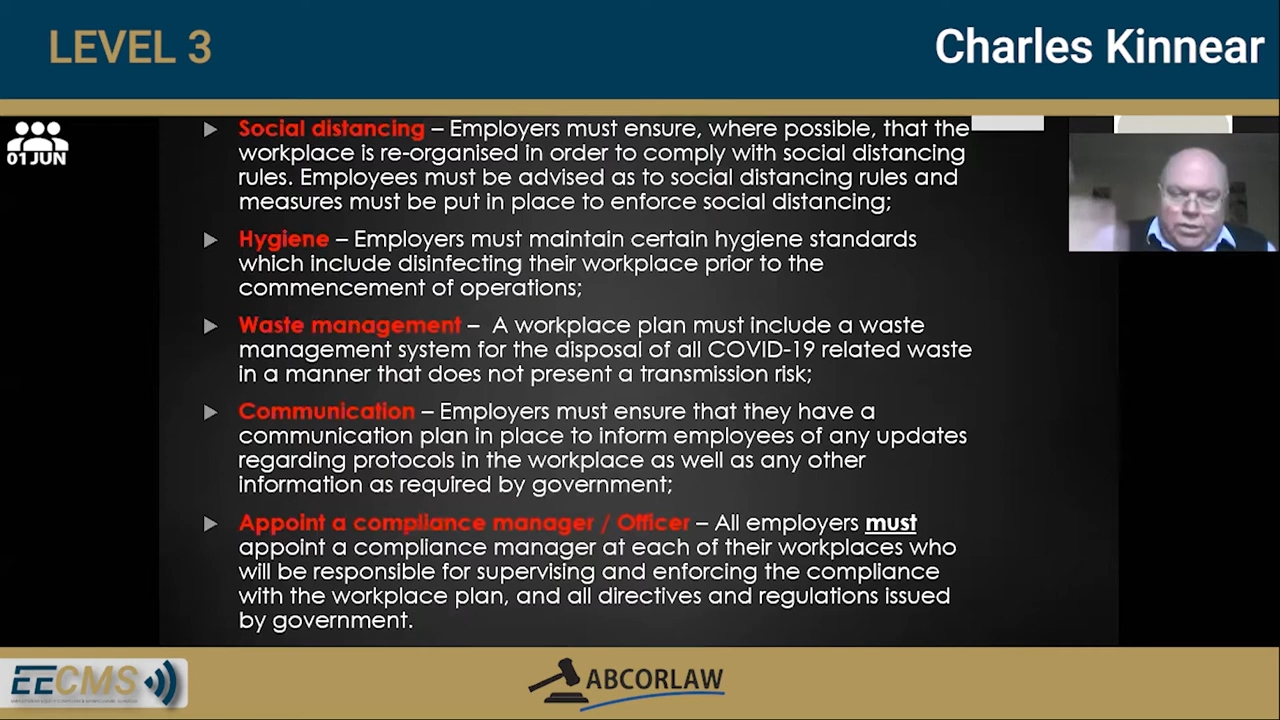 LEVEL 3
Charles Kinnear
01 JUN
Social distancing – Employers must ensure, where possible, that the
workplace is re-organised in order to comply with social distancing
rules. Employees must be advised as to social distancing rules and
measures must be put in place to enforce social distancing;
Hygiene – Employers must maintain certain hygiene standards
which include disinfecting their workplace prior to the
commencement of operations;
Waste management – A workplace plan must include a waste
management system for the disposal of all COVID-19 related waste
in a manner that does not present a transmission risk;
Communication – Employers must ensure that they have a
communication plan in place to inform employees of any updates
regarding protocols in the workplace as well as any other
information as required by government;
Appoint a compliance manager / Officer – All employers must
appoint a compliance manager at each of their workplaces who
will be responsible for supervising and enforcing the compliance
with the workplace plan, and all directives and regulations issued
by government.
EECMS
ABCORLAW